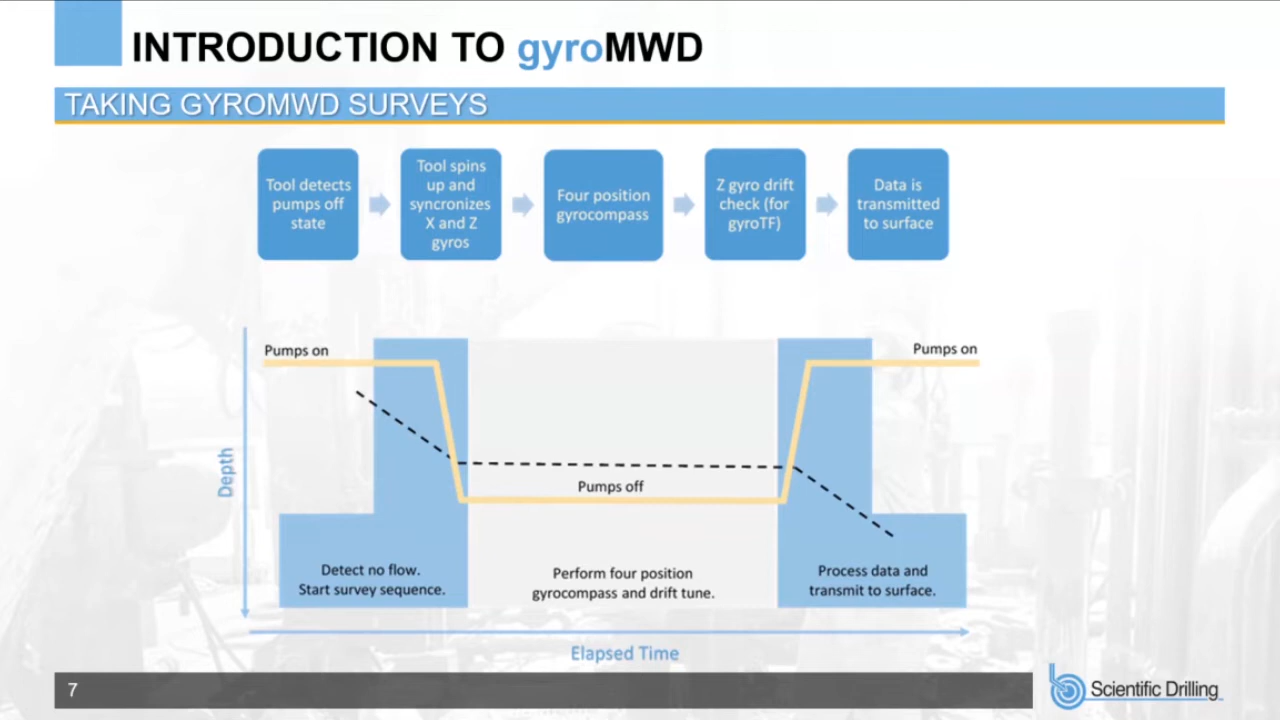 INTRODUCTION TO gyroMWD
TAKING GYROMWD SURVEYS
Tool detects
pumps off
state
Tool spins
up and
syncronizes
X and Z
gyros
Four position
gyrocompass
Z gyro drift
check (for
gyroTF)
Data is
transmitted
to surface
Pumps on
Pumps on
Depth
Pumps off
Detect no flow.
Start survey sequence.
Perform four position
gyrocompass and drift tune.
Process data and
transmit to surface.
Elapsed Time
7
Scientific Drilling